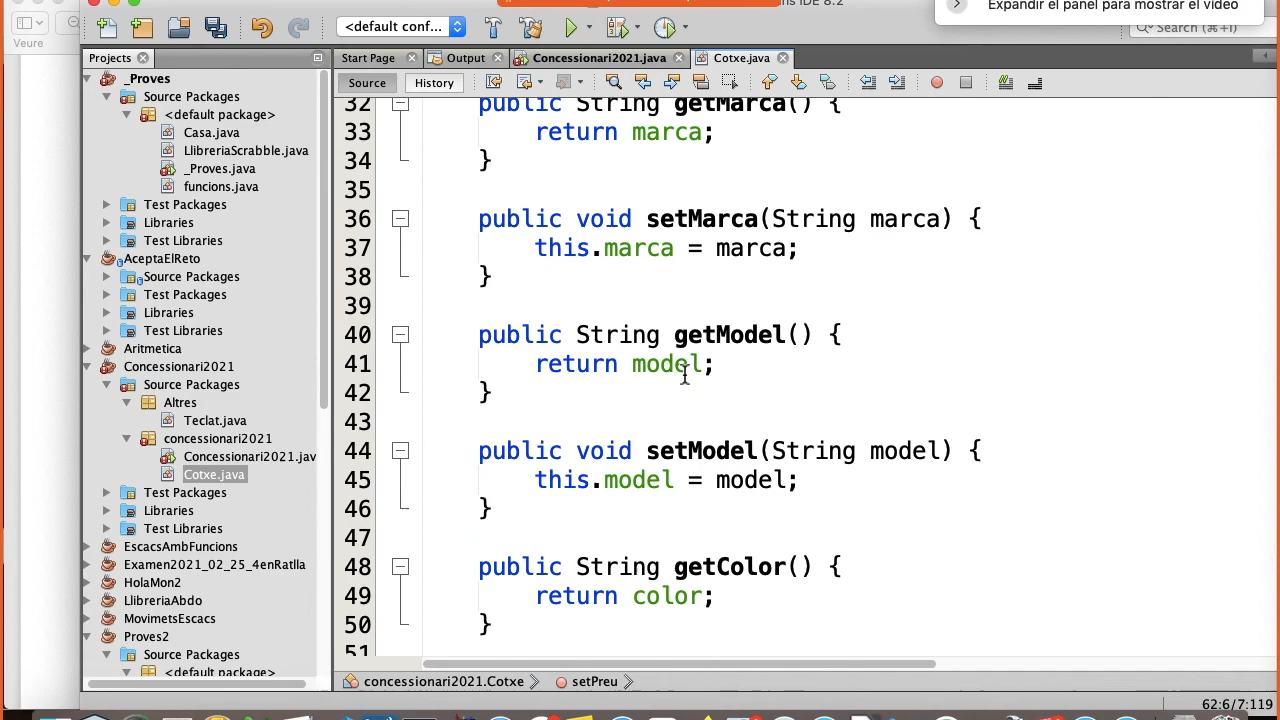 IDE 8.2
Expandir el panel para mostrar el vídeo
Veure
<default conf...
Search (⌘+I)
Projects
Start Page
Output
Concessionari2021.java
Cotxe.java
Source
History
_Proves
Source Packages
<default package>
Casa.java
LlibreriaScrabble.java
_Proves.java
funcions.java
Test Packages
Libraries
Test Libraries
AceptaElReto
Source Packages
Test Packages
Libraries
Test Libraries
Aritmetica
Concessionari2021
Source Packages
Altres
Teclat.java
concessionari2021
Concessionari2021.jav
Cotxe.java
Test Packages
Libraries
Test Libraries
EscacsAmbFuncions
Examen2021_02_25_4enRatlla
HolaMon2
LlibreriaAbdo
MovimetsEscacs
Proves2
Source Packages
<default package>
32 public String getMarca() {
33 return marca;
34 }
35
36 public void setMarca(String marca) {
37 this.marca = marca;
38 }
39
40 public String getModel() {
41 return model;
42 }
43
44 public void setModel(String model) {
45 this.model = model;
46 }
47
48 public String getColor() {
49 return color;
50 }
51
concessionari2021.Cotxe
setPreu
62:6/7:119